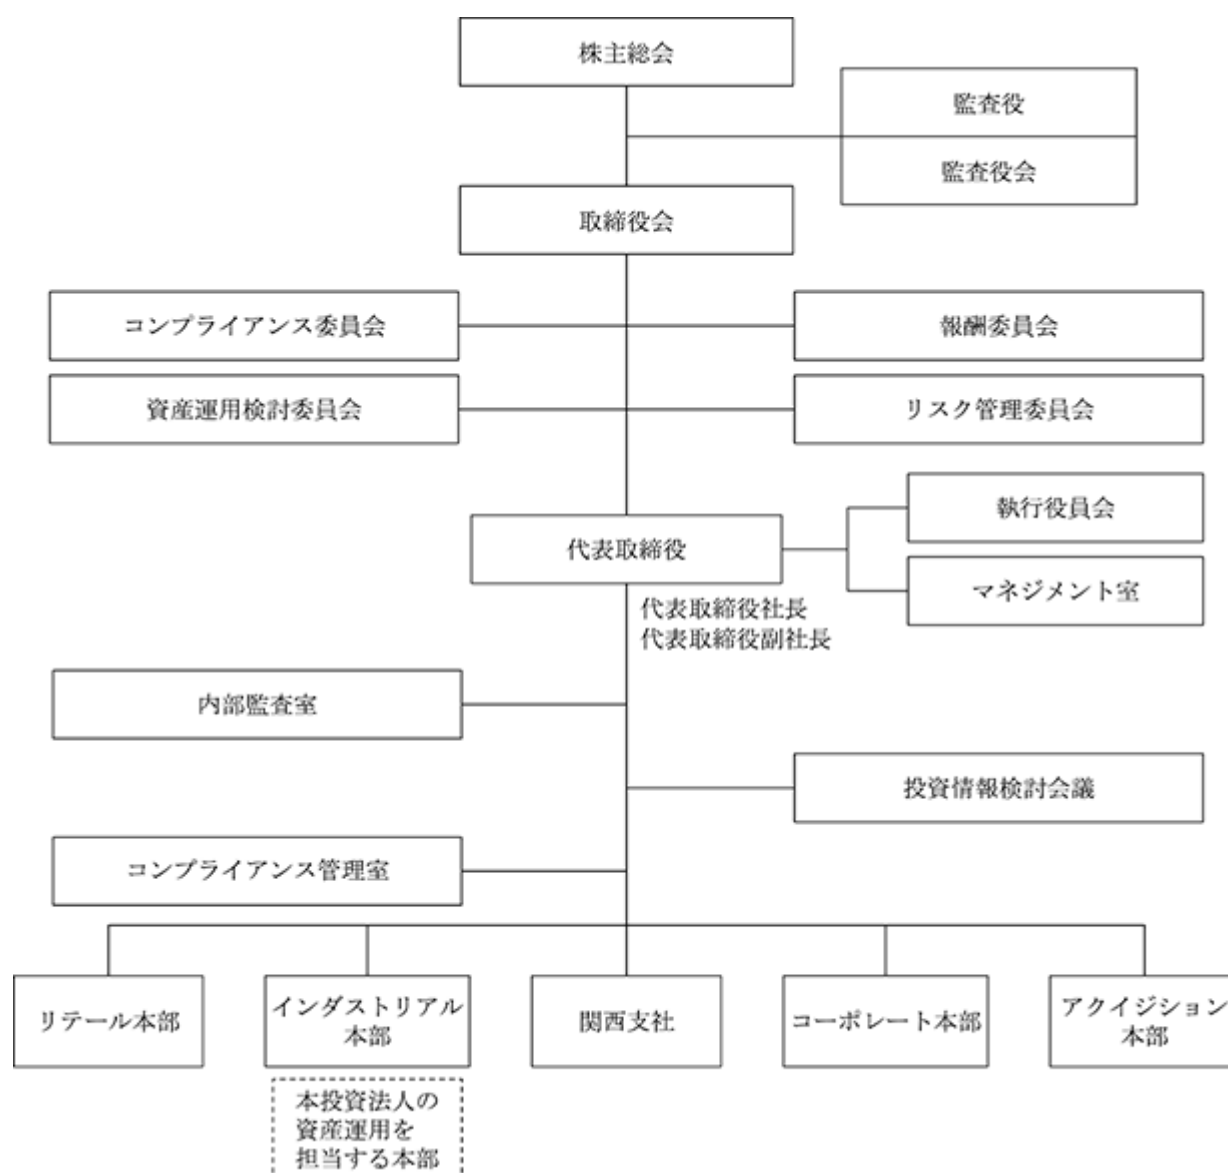 株主総会
監査役
監査役会
取締役会
コンプライアンス委員会
報酬委員会
資産運用検討委員会
リスク管理委員会
執行役員会
代表取締役
マネジメント室
代表取締役社長
代表取締役副社長
内部監査室
投資情報検討会議
コンプライアンス管理室
リテール本部
インダストリアル
本部
関西支社
コーポレート本部
アクイジション
本部
本投資法人の
資産運用を
担当する本部